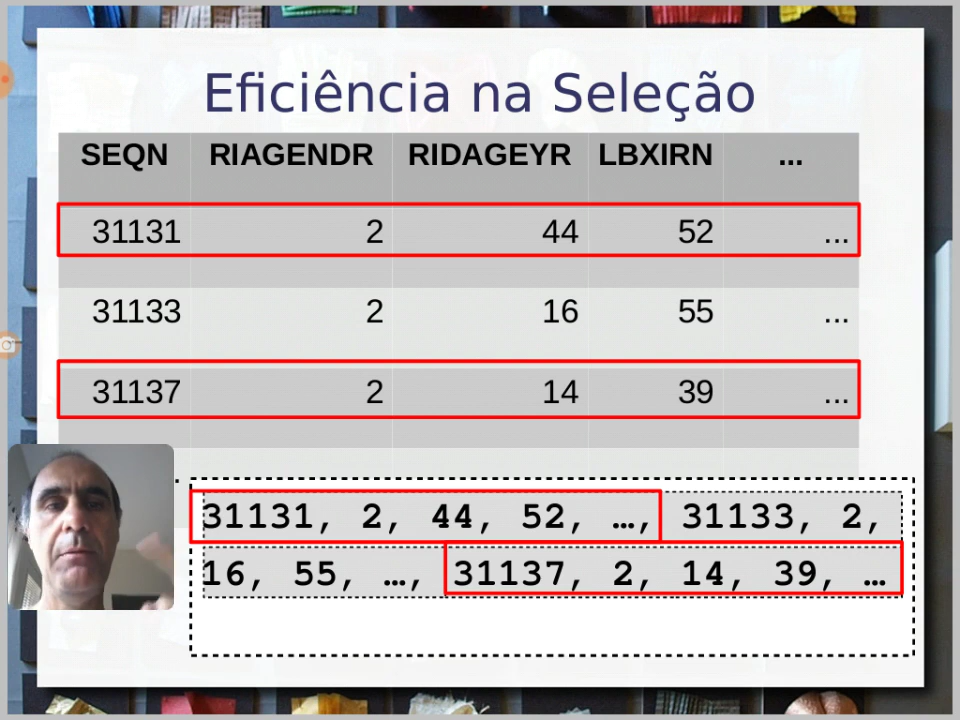 Eficiência na Seleção
SEQN RIAGENDR RIDAGEYR LBXIRN ...
31131 2 44 52 ...
31133 2 16 55 ...
31137 2 14 39 ...
.
31131, 2, 44, 52, …, 31133, 2,
16, 55, …, 31137, 2, 14, 39, …